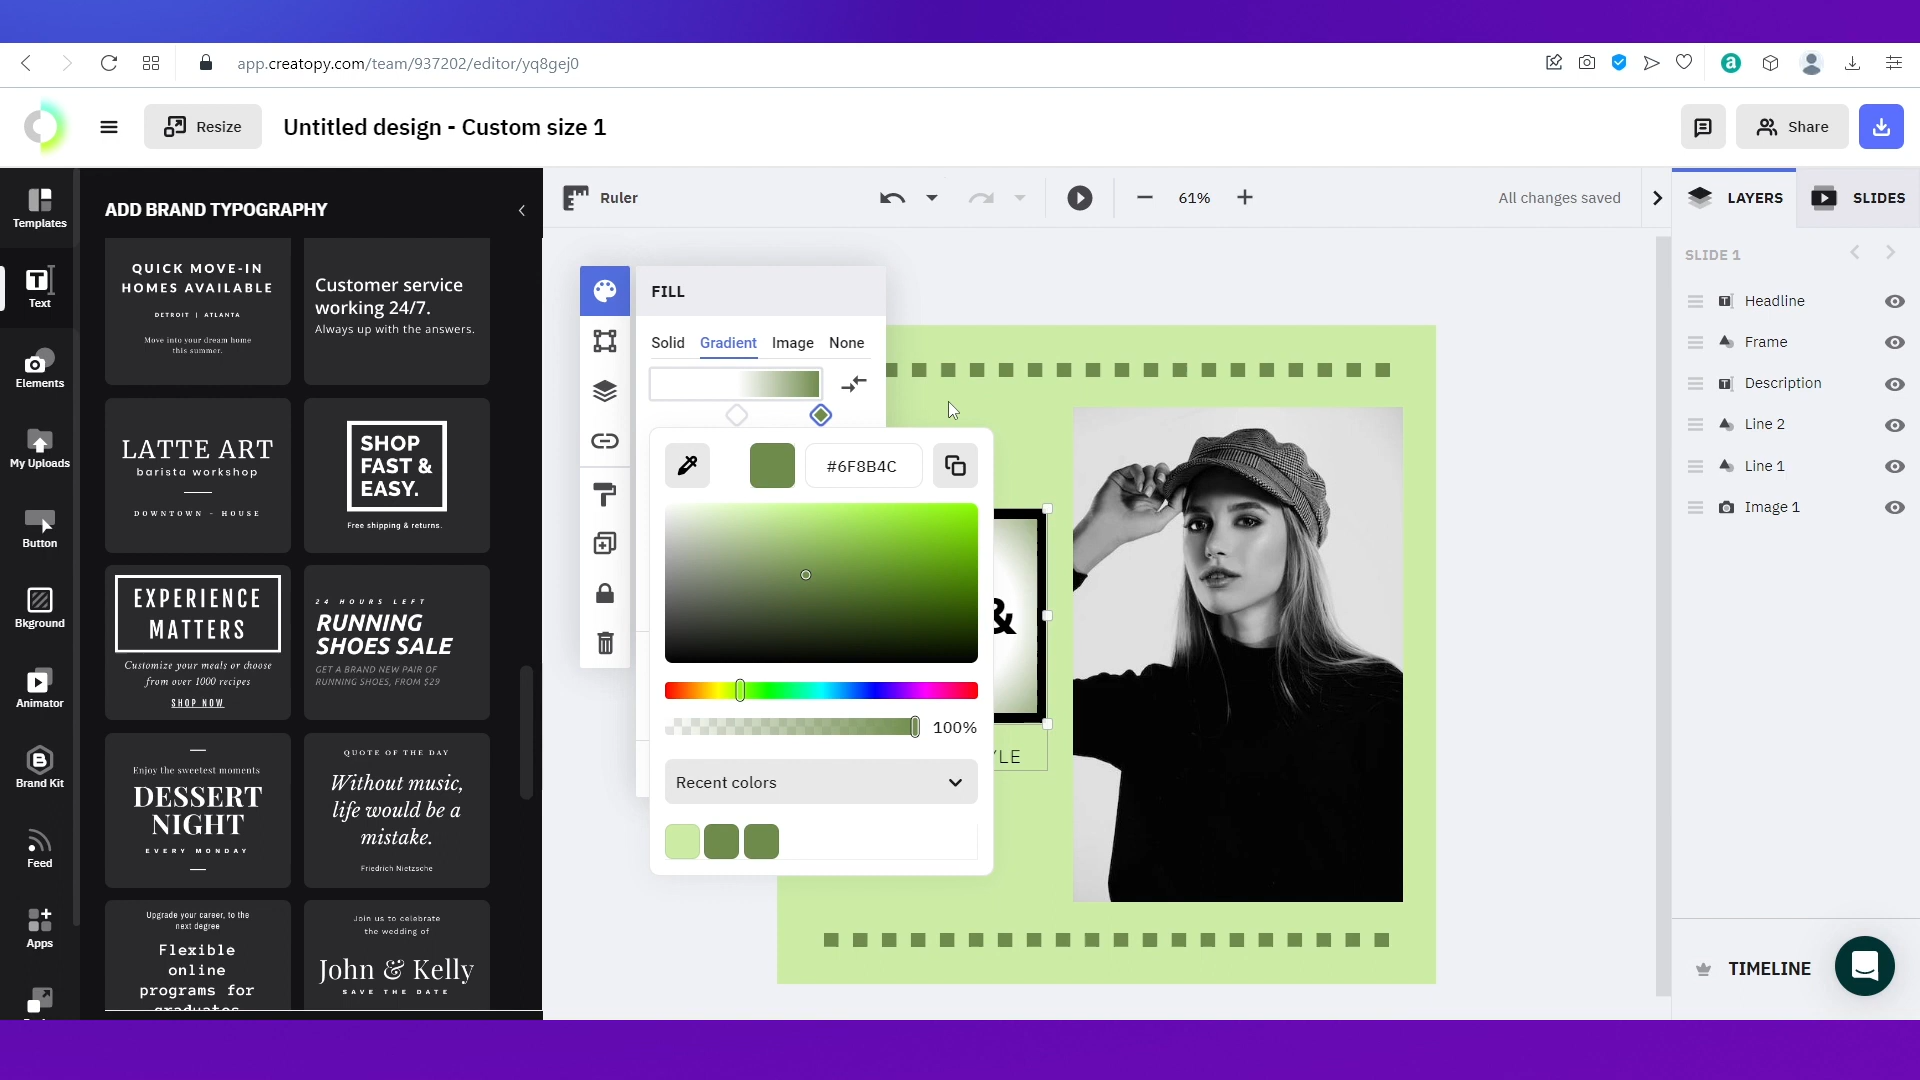 app.creatopy.com/team/937202/editor/yq8gej0
Resize
Untitled design - Custom size 1
Share
Templates
Text
Elements
My Uploads
Button
Bkground
Animator
Brand Kit
Feed
Apps
ADD BRAND TYPOGRAPHY
QUICK MOVE-IN
HOMES AVAILABLE
DETROIT | ATLANTA
Move into your dream home
this summer.
Customer service
working 24/7.
Always up with the answers.
LATTE ART
barista workshop
DOWNTOWN - HOUSE
SHOP
FAST &
EASY.
Free shipping & returns.
EXPERIENCE
MATTERS
Customize your meals or choose
from over 1000 recipes
SHOP NOW
24 HOURS LEFT
RUNNING
SHOES SALE
GET A BRAND NEW PAIR OF
RUNNING SHOES, FROM $29
Enjoy the sweetest moments
DESSERT
NIGHT
EVERY MONDAY
QUOTE OF THE DAY
Without music,
life would be a
mistake.
Friedrich Nietzsche
Upgrade your career, to the
next degree
Flexible
online
programs for
graduates
Join us to celebrate
the wedding of
John & Kelly
SAVE THE DATE
Ruler
61%
All changes saved
FILL
Solid
Gradient
Image
None
#6F8B4C
100%
Recent colors
&
YLE
LAYERS
SLIDES
SLIDE 1
Headline
Frame
Description
Line 2
Line 1
Image 1
TIMELINE